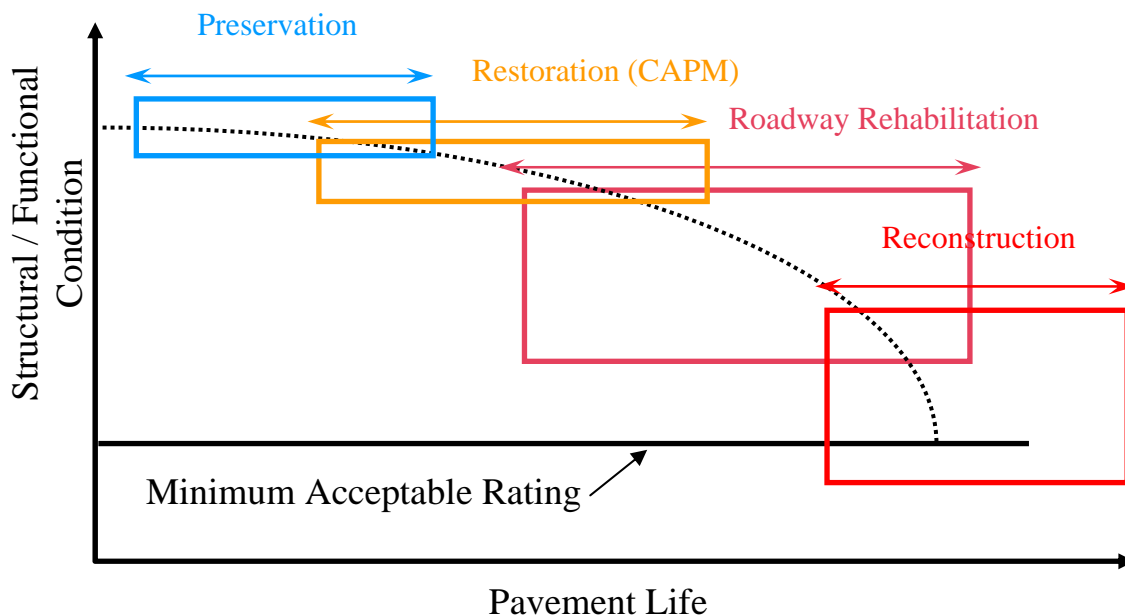 Preservation
Restoration (CAPM)
Roadway Rehabilitation
Reconstruction
Structural / Functional
Condition
Minimum Acceptable Rating
Pavement Life